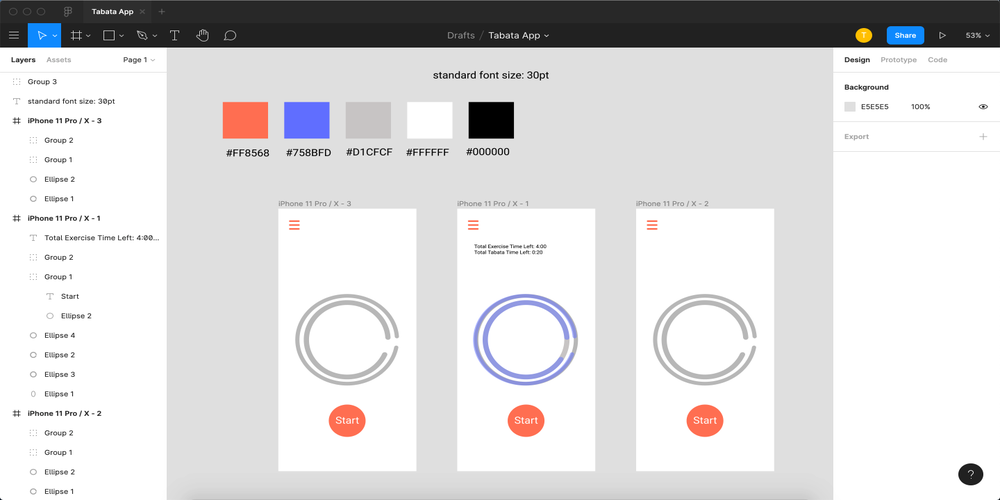 Tabata App
Drafts / Tabata App
T
Share
53%
Layers
Assets
Page 1
Group 3
standard font size: 30pt
iPhone 11 Pro / X - 3
Group 2
Group 1
Ellipse 2
Ellipse 1
iPhone 11 Pro / X - 1
Total Exercise Time Left: 4:00...
Group 2
Group 1
Start
Ellipse 2
Ellipse 4
Ellipse 2
Ellipse 3
Ellipse 1
iPhone 11 Pro / X - 2
Group 2
Group 1
Ellipse 2
Ellipse 1
standard font size: 30pt
#FF8568
#758BFD
#D1CFCF
#FFFFFF
#000000
iPhone 11 Pro / X - 3
Start
iPhone 11 Pro / X - 1
Total Exercise Time Left: 4:00
Total Tabata Time Left: 0:20
Start
iPhone 11 Pro / X - 2
Start
Design
Prototype
Code
Background
E5E5E5
100%
Export
?